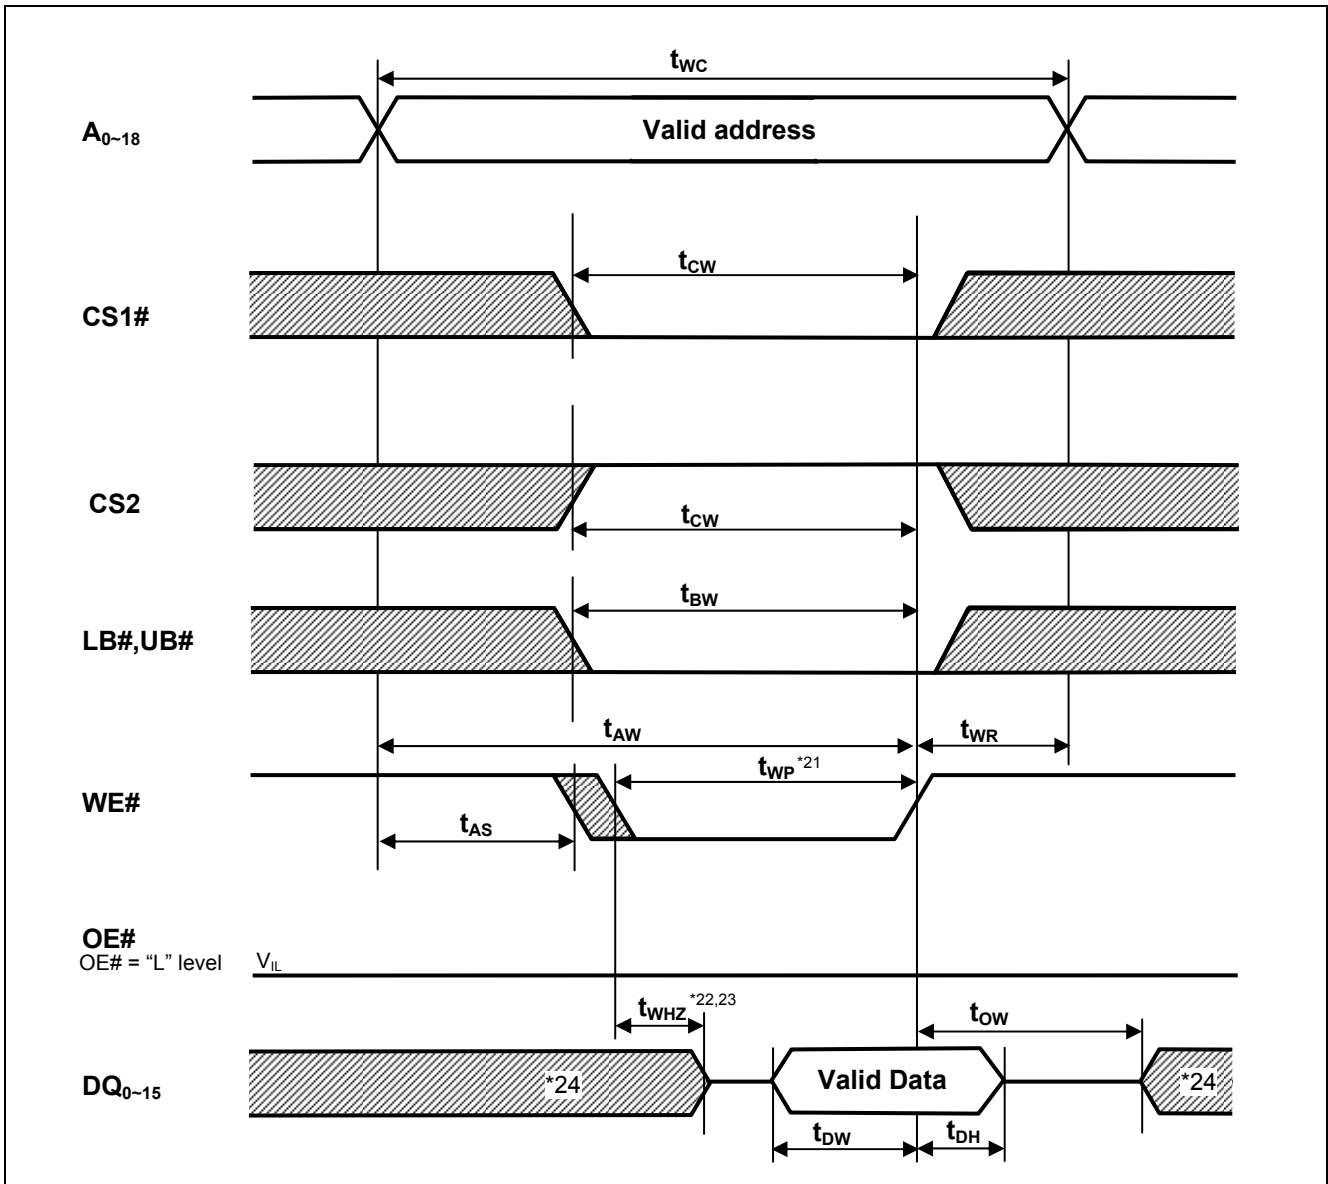 tWC
A0~18
Valid address
tCW
CS1#
CS2
tCW
tBW
LB#,UB#
tAW
tWR
tWP *21
WE#
tAS
OE#
OE# = “L” level
VIL
tWHZ *22,23
tOW
DQ0~15
*24
Valid Data
*24
tDW
tDH